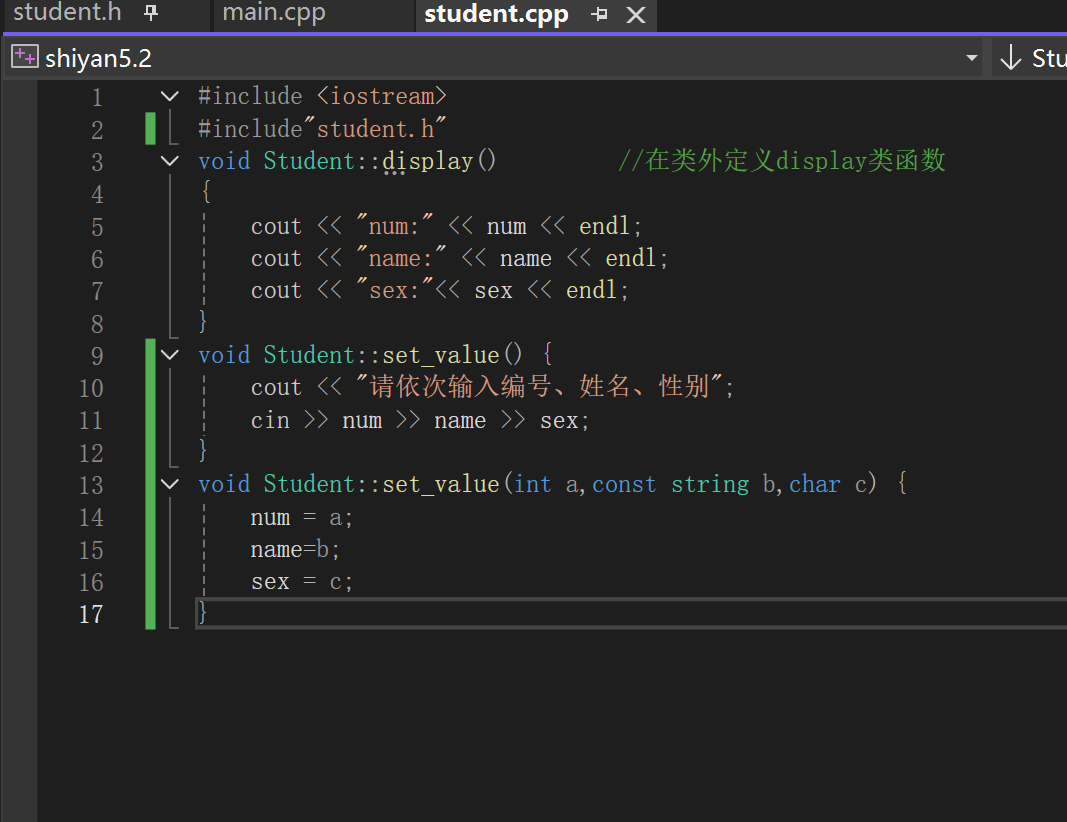 student.h main.cpp student.cpp
shiyan5.2 Stu
1 #include <iostream>
2 #include"student.h"
3 void Student::display() //在类外定义display类函数
4 {
5 cout << "num:" << num << endl;
6 cout << "name:" << name << endl;
7 cout << "sex:"<< sex << endl;
8 }
9 void Student::set_value() {
10 cout << "请依次输入编号、姓名、性别";
11 cin >> num >> name >> sex;
12 }
13 void Student::set_value(int a,const string b,char c) {
14 num = a;
15 name=b;
16 sex = c;
17 }